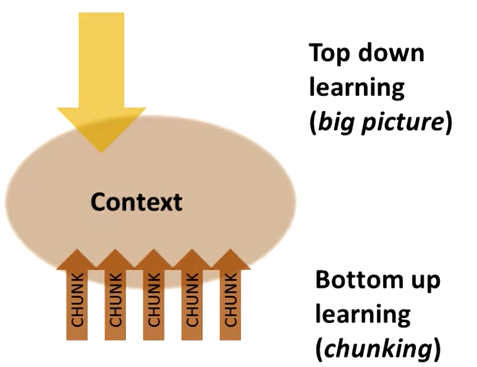 Top down
learning
(big picture)
Context
CHUNK
CHUNK
CHUNK
CHUNK
CHUNK
Bottom up
learning
(chunking)